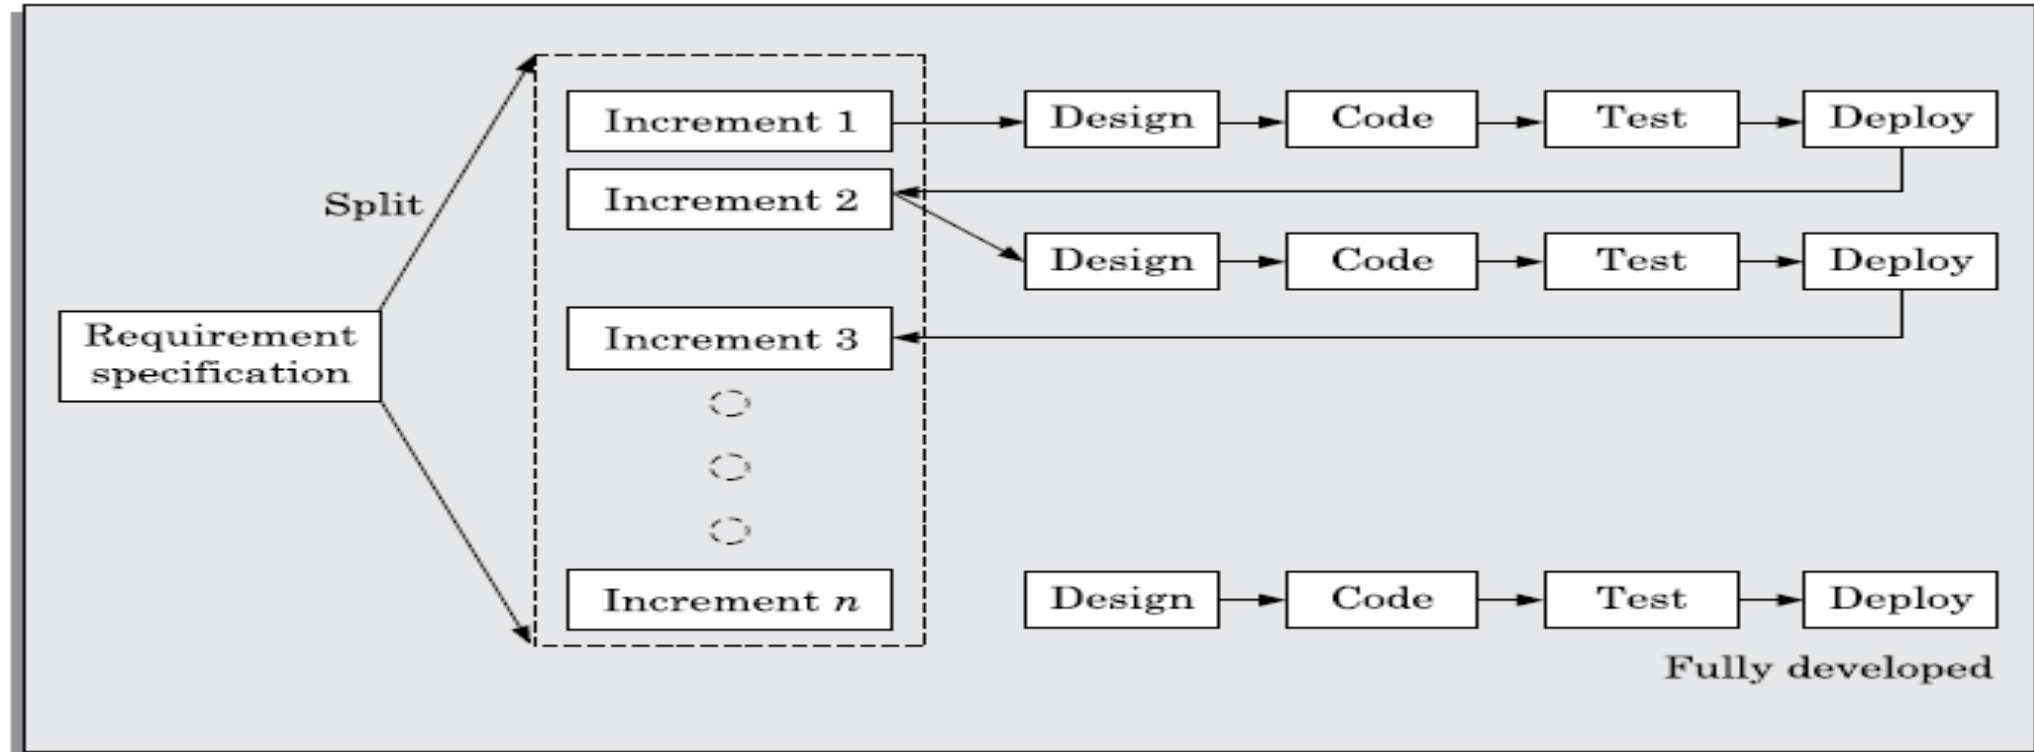 Increment 1
Design
Code
Test
Deploy
Split
Increment 2
Design
Code
Test
Deploy
Requirement
specification
Increment 3
Increment n
Design
Code
Test
Deploy
Fully developed